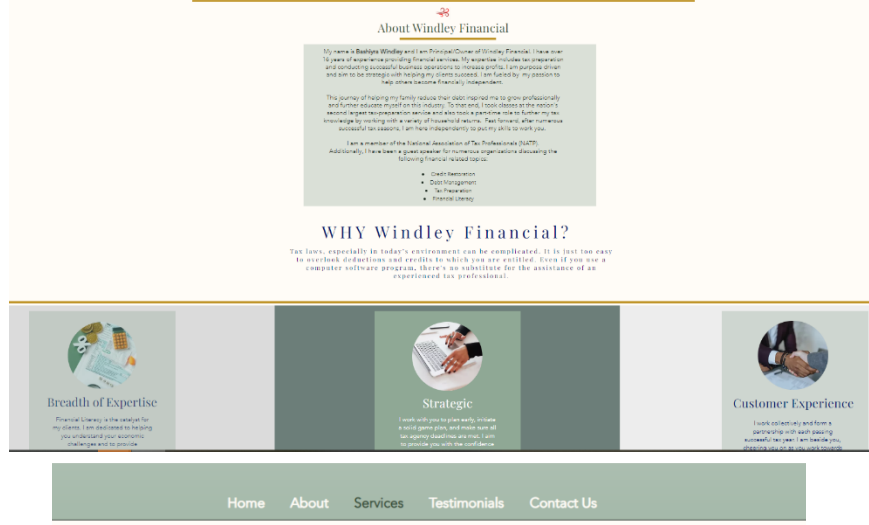 About Windley Financial
My name is Bashiyra Windley and I am Principal/Owner of Windley Financial. I have over
16 years of experience providing financial services. My expertise includes tax preparation
and conducting successful business operations to increase profits. I am purpose driven
and aim to be strategic with helping my clients succeed. I am fueled by my passion to
help others become financially independent.
This journey of helping my family reduce their debt inspired me to grow professionally
and further educate myself on this industry. To that end, I took classes at the nation's
second largest tax-preparation service and also took a part-time role to further my tax
knowledge by working with a variety of household returns. Fast forward, after numerous
successful tax seasons, I am here independently to put my skills to work you.
I am a member of the National Association of Tax Professionals (NATP).
Additionally, I have been a guest speaker for numerous organizations discussing the
following financial related topics:
• Credit Restoration
• Debt Management
• Tax Preparation
• Financial Literacy
WHY Windley Financial?
Tax laws, especially in today's environment can be complicated. It is just too easy
to overlook deductions and credits to which you are entitled. Even if you use a
computer software program, there's no substitute for the assistance of an
experienced tax professional.
Breadth of Expertise
Financial Literacy is the catalyst for
my clients. I am dedicated to helping
you understand your economic
challenges and to provide
Strategic
I work with you to plan early, initiate
a solid game plan, and make sure all
tax agency deadlines are met. I aim
to provide you with the confidence
Customer Experience
I work collectively and form a
partnership with each passing
successful tax year. I am beside you,
cheering you on as you work towards
Home About Services Testimonials Contact Us